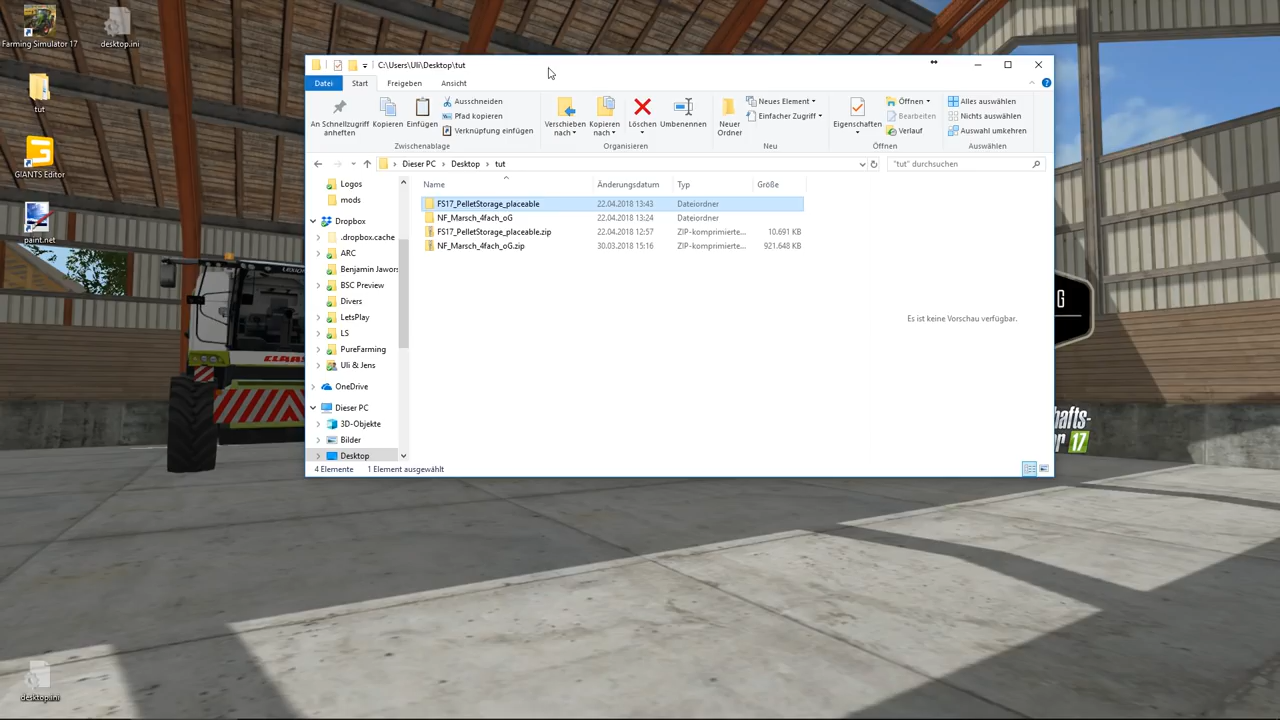 Farming Simulator 17
desktop.ini
tut
GIANTS Editor
paint.net
desktop.ini
C:\Users\Uli\Desktop\tut
Datei Start Freigeben Ansicht
An Schnellzugriff anheften
Kopieren
Einfügen
Ausschneiden
Pfad kopieren
Verknüpfung einfügen
Zwischenablage
Verschieben nach
Kopieren nach
Löschen
Umbenennen
Organisieren
Neuer Ordner
Neues Element
Einfacher Zugriff
Neu
Eigenschaften
Öffnen
Bearbeiten
Verlauf
Öffnen
Alles auswählen
Nichts auswählen
Auswahl umkehren
Auswählen
Dieser PC > Desktop > tut
"tut" durchsuchen
Logos
mods
Dropbox
.dropbox.cache
ARC
Benjamin Jawors
BSC Preview
Divers
LetsPlay
LS
PureFarming
Uli & Jens
OneDrive
Dieser PC
3D-Objekte
Bilder
Desktop
Name Änderungsdatum Typ Größe
FS17_PelletStorage_placeable 22.04.2018 13:43 Dateiordner
NF_Marsch_4fach_oG 22.04.2018 13:24 Dateiordner
FS17_PelletStorage_placeable.zip 22.04.2018 12:57 ZIP-komprimierte... 10.691 KB
NF_Marsch_4fach_oG.zip 30.03.2018 15:16 ZIP-komprimierte... 921.648 KB
Es ist keine Vorschau verfügbar.
4 Elemente 1 Element ausgewählt
CLAAS
G
hafts-
or 17